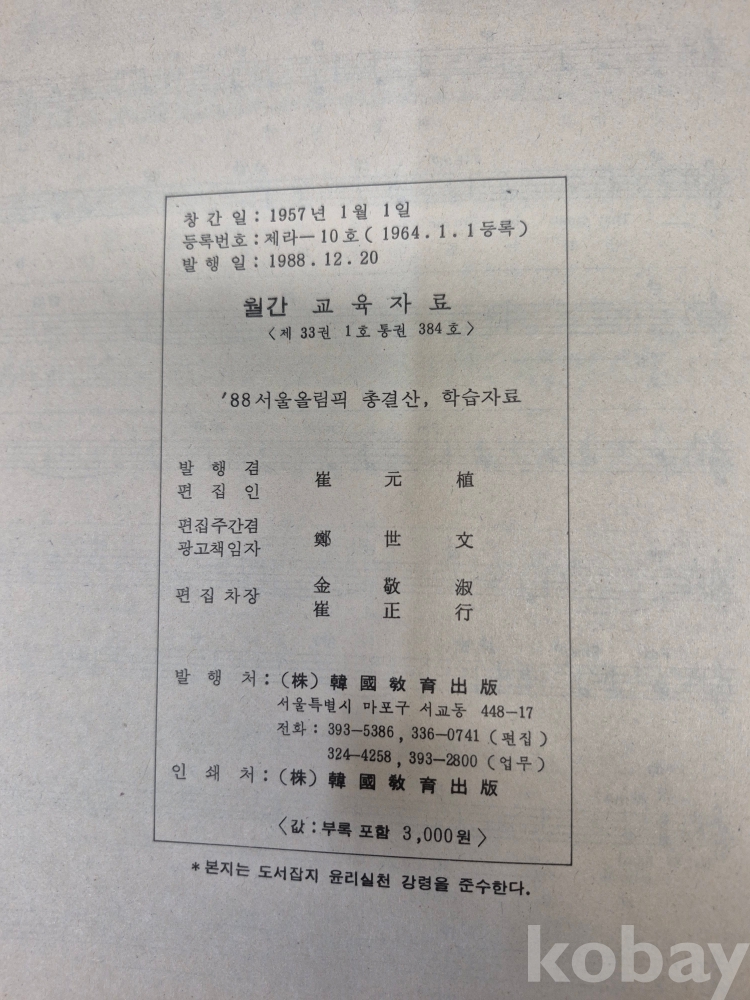 창 간 일 : 1957년 1월 1일
등록번호 : 제라—10호 ( 1964 . 1 . 1 등록 )
발 행 일 : 1988 . 12 . 20
월간 교 육 자 료
〈 제 33권 1호 통권 384호 〉
'88 서울올림픽 총결산, 학습자료
발 행 겸
편 집 인 崔 元 植
편집주간겸
광고책임자 鄭 世 文
편 집 차 장 金 敬 淑
崔 正 行
발 행 처 : (株) 韓 國 敎 育 出 版
서울특별시 마포구 서교동 448—17
전화 : 393—5386 , 336—0741 ( 편집 )
324—4258 , 393—2800 ( 업무 )
인 쇄 처 : (株) 韓 國 敎 育 出 版
〈 값 : 부록 포함 3,000원 〉
* 본지는 도서잡지 윤리실천 강령을 준수한다.
kobay